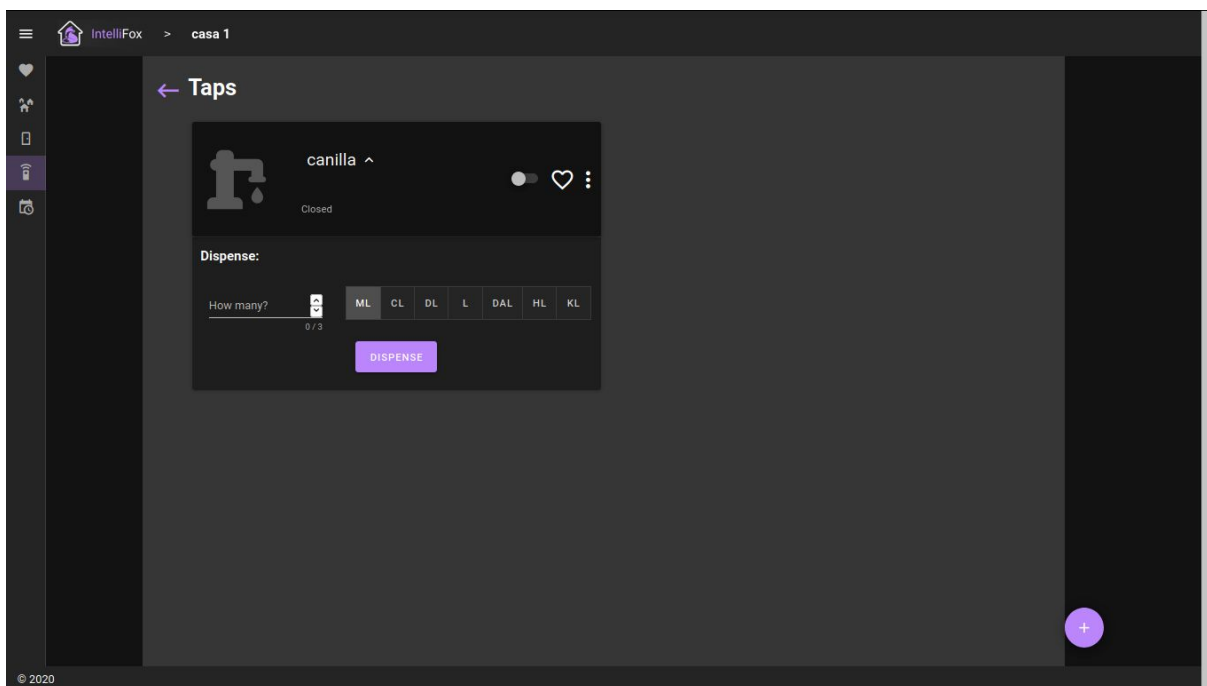 IntelliFox > casa 1
Taps
canilla
Closed
Dispense:
How many?
0 / 3
ML CL DL L DAL HL KL
DISPENSE
+
© 2020